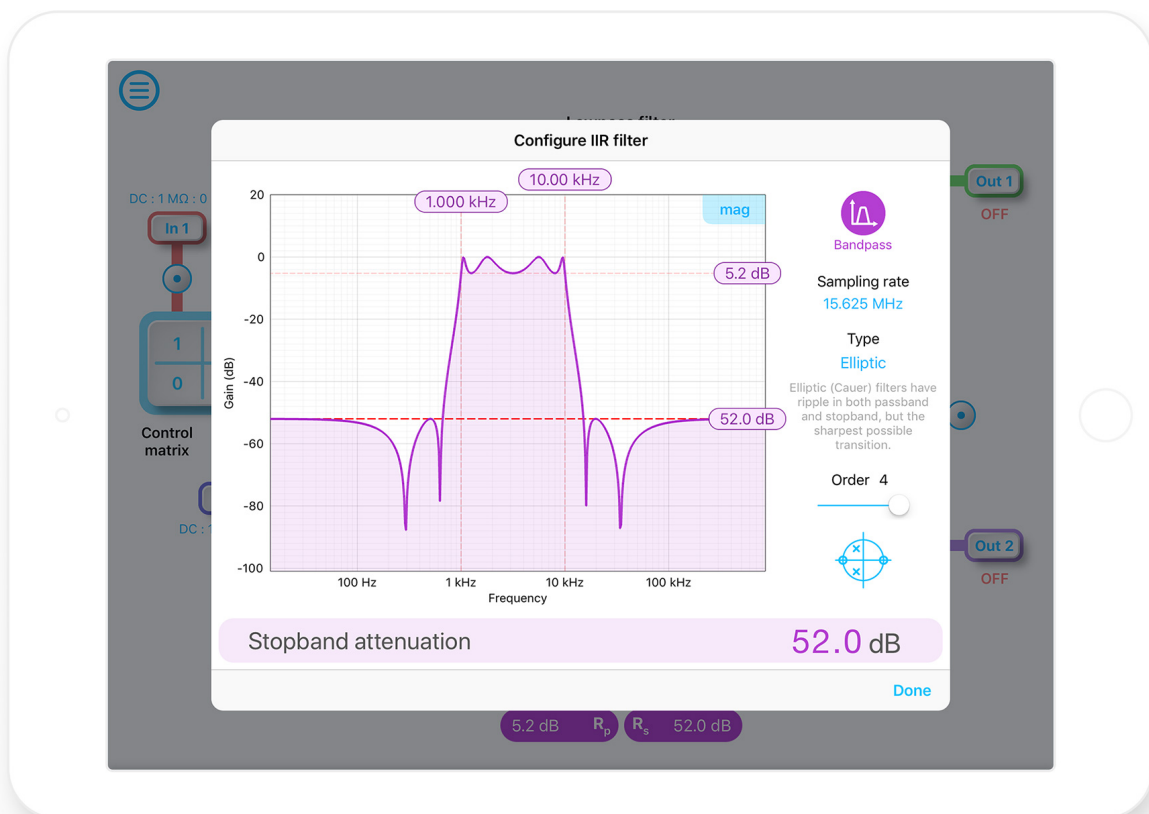 Configure IIR filter
10.00 kHz
1.000 kHz
mag
20
0
-20
-40
-60
-80
-100
Gain (dB)
5.2 dB
52.0 dB
100 Hz
1 kHz
10 kHz
100 kHz
Frequency
Bandpass
Sampling rate
15.625 MHz
Type
Elliptic
Elliptic (Cauer) filters have
ripple in both passband
and stopband, but the
sharpest possible
transition.
Order 4
Stopband attenuation
52.0 dB
Done
DC : 1 MΩ : 0
In 1
1
0
Control
matrix
DC :
Out 1
OFF
Out 2
OFF
5.2 dB Rp
Rs 52.0 dB